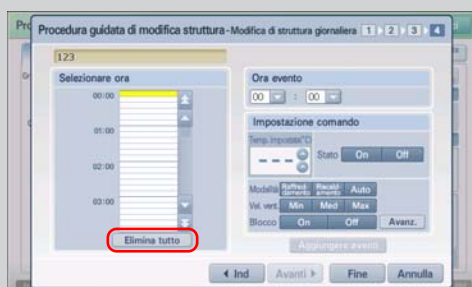 Procedura guidata di modifica struttura-Modifica di struttura giornaliera 1 2 3 4
123
Selezionare ora
00:00
01:00
02:00
03:00
Elimina tutto
Ora evento
00 : 00
Impostazione comando
Temp. impostata °C
--- Stato On Off
Modalità Raffreddamento Riscaldamento Auto
Vel. vent. Min Med Max
Blocco On Off Avanz.
Aggiungere eventi
Ind Avanti Fine Annulla